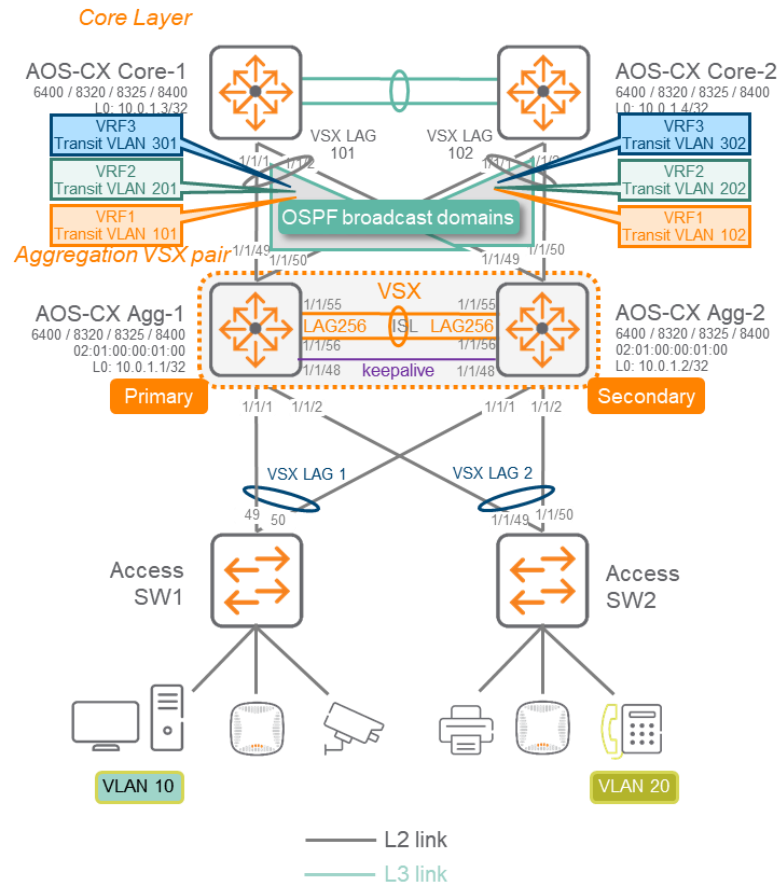 Core Layer
AOS-CX Core-1
6400 / 8320 / 8325 / 8400
L0: 10.0.1.3/32
AOS-CX Core-2
6400 / 8320 / 8325 / 8400
L0: 10.0.1.4/32
VRF3
Transit VLAN 301
VRF2
Transit VLAN 201
VRF1
Transit VLAN 101
VSX LAG
101
VSX LAG
102
1/1/1
1/1/2
1/1/1
1/1/2
VRF3
Transit VLAN 302
VRF2
Transit VLAN 202
VRF1
Transit VLAN 102
OSPF broadcast domains
Aggregation VSX pair
1/1/49
1/1/50
1/1/49
1/1/50
VSX
AOS-CX Agg-1
6400 / 8320 / 8325 / 8400
02:01:00:00:01:00
L0: 10.0.1.1/32
1/1/55
1/1/55
LAG256
ISL
LAG256
1/1/56
1/1/56
keepalive
1/1/48
1/1/48
AOS-CX Agg-2
6400 / 8320 / 8325 / 8400
02:01:00:00:01:00
L0: 10.0.1.2/32
Primary
Secondary
1/1/1
1/1/2
1/1/1
1/1/2
VSX LAG 1
VSX LAG 2
49
50
1/1/49
1/1/50
Access
SW1
Access
SW2
VLAN 10
VLAN 20
L2 link
L3 link